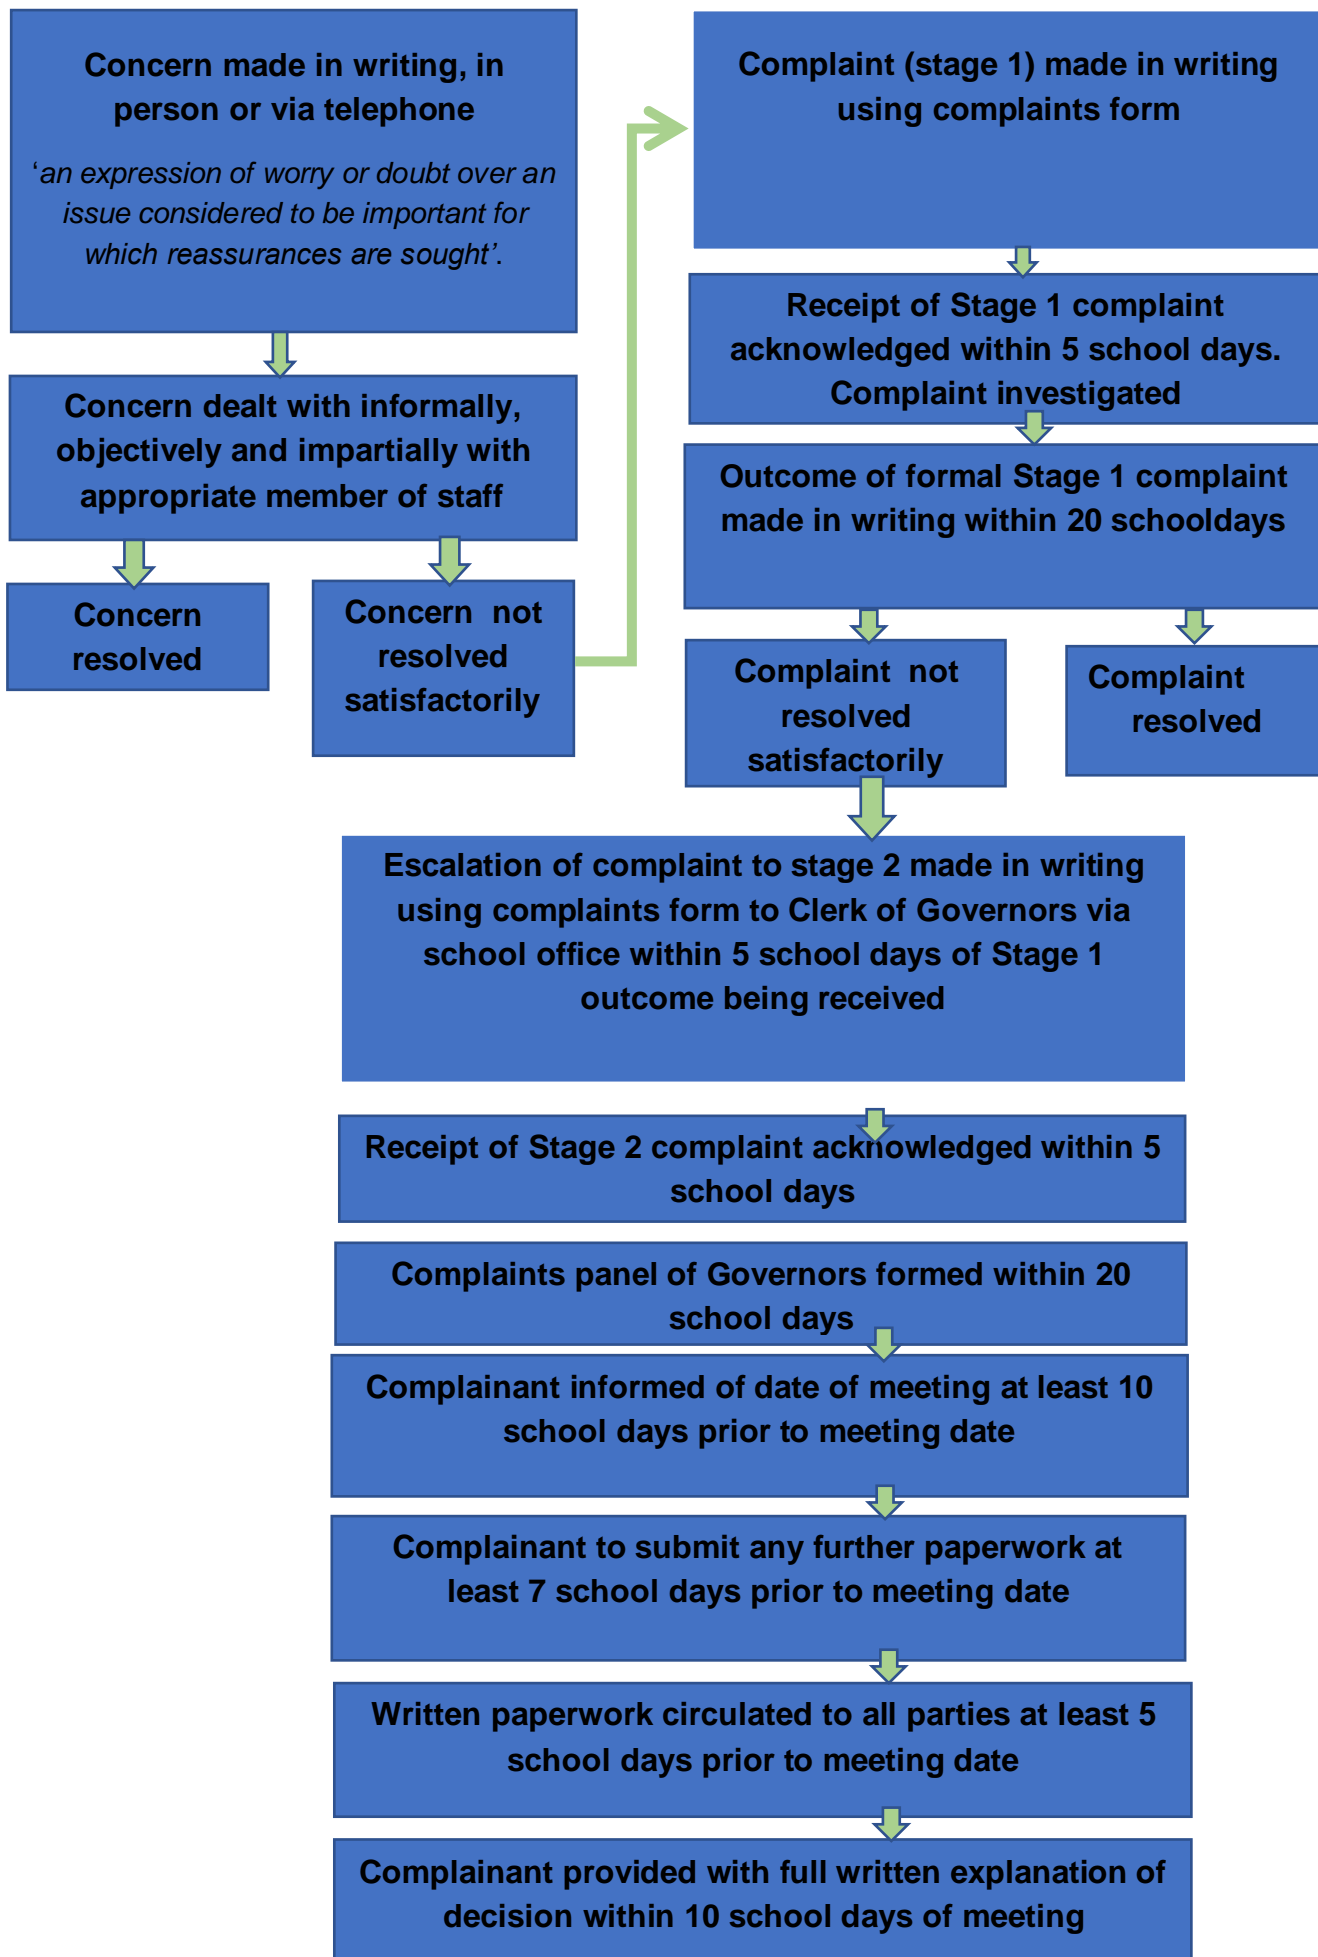 Concern made in writing, in
person or via telephone
‘an expression of worry or doubt over an
issue considered to be important for
which reassurances are sought’.
Concern dealt with informally,
objectively and impartially with
appropriate member of staff
Concern
resolved
Concern not
resolved
satisfactorily
Complaint (stage 1) made in writing
using complaints form
Receipt of Stage 1 complaint
acknowledged within 5 school days.
Complaint investigated
Outcome of formal Stage 1 complaint
made in writing within 20 schooldays
Complaint not
resolved
satisfactorily
Complaint
resolved
Escalation of complaint to stage 2 made in writing
using complaints form to Clerk of Governors via
school office within 5 school days of Stage 1
outcome being received
Receipt of Stage 2 complaint acknowledged within 5
school days
Complaints panel of Governors formed within 20
school days
Complainant informed of date of meeting at least 10
school days prior to meeting date
Complainant to submit any further paperwork at
least 7 school days prior to meeting date
Written paperwork circulated to all parties at least 5
school days prior to meeting date
Complainant provided with full written explanation of
decision within 10 school days of meeting